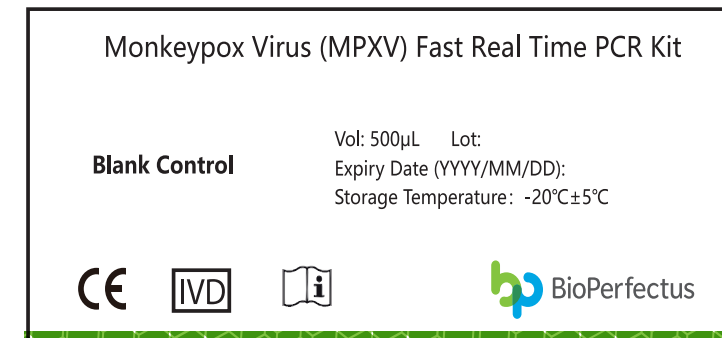 Monkeypox Virus (MPXV) Fast Real Time PCR Kit
Blank Control
Vol: 500μL Lot:
Expiry Date (YYYY/MM/DD):
Storage Temperature: -20℃±5℃
CE IVD i
bp BioPerfectus